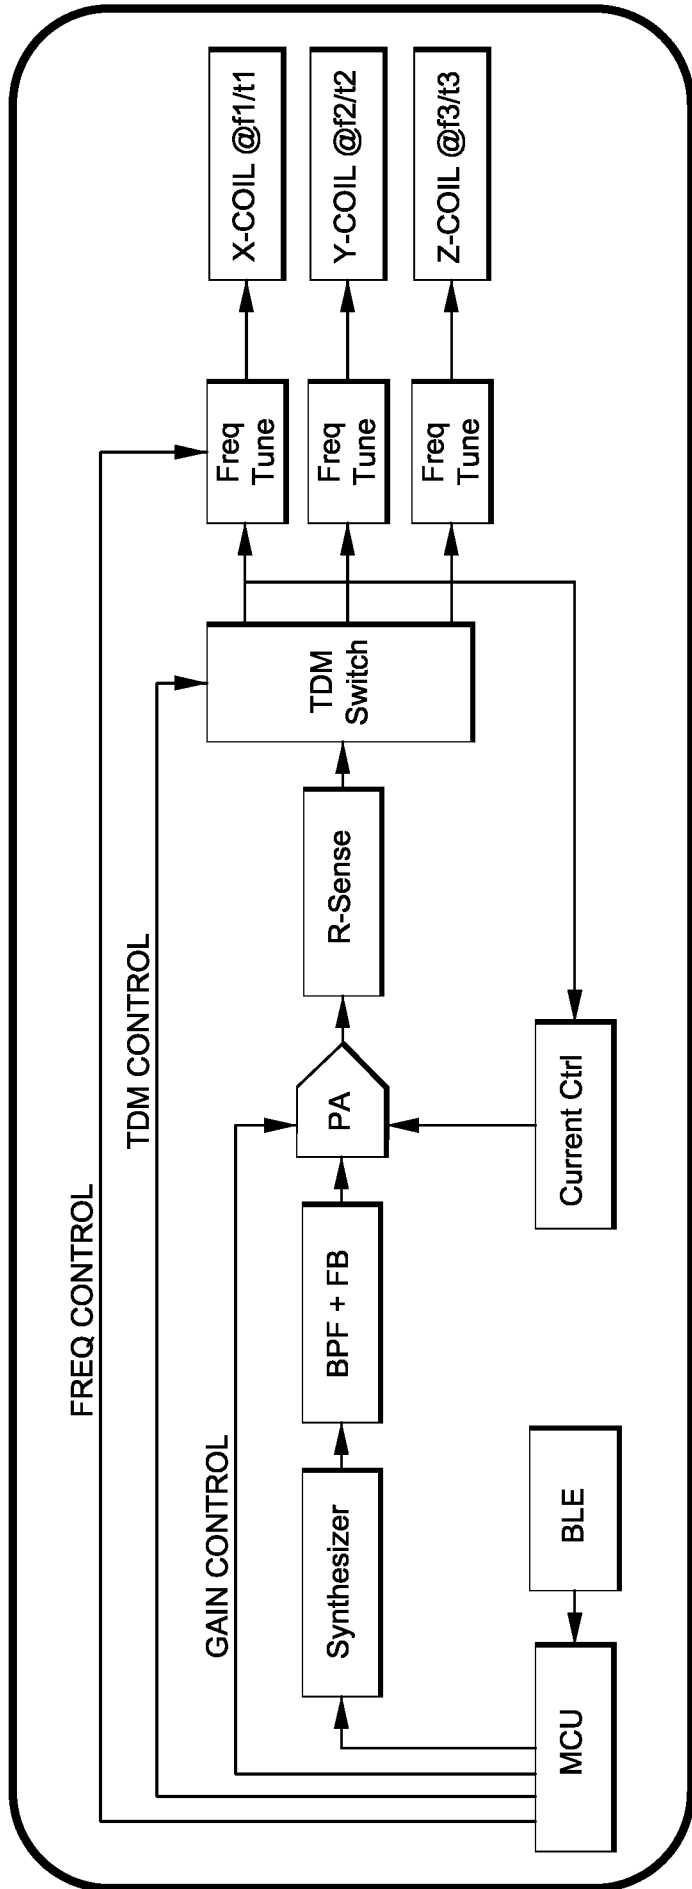 FREQ CONTROL
TDM CONTROL
GAIN CONTROL
MCU
BLE
Synthesizer
BPF + FB
PA
Current Ctrl
R-Sense
TDM
Switch
Freq
Tune
Freq
Tune
Freq
Tune
X-COIL @f1/t1
Y-COIL @f2/t2
Z-COIL @f3/t3